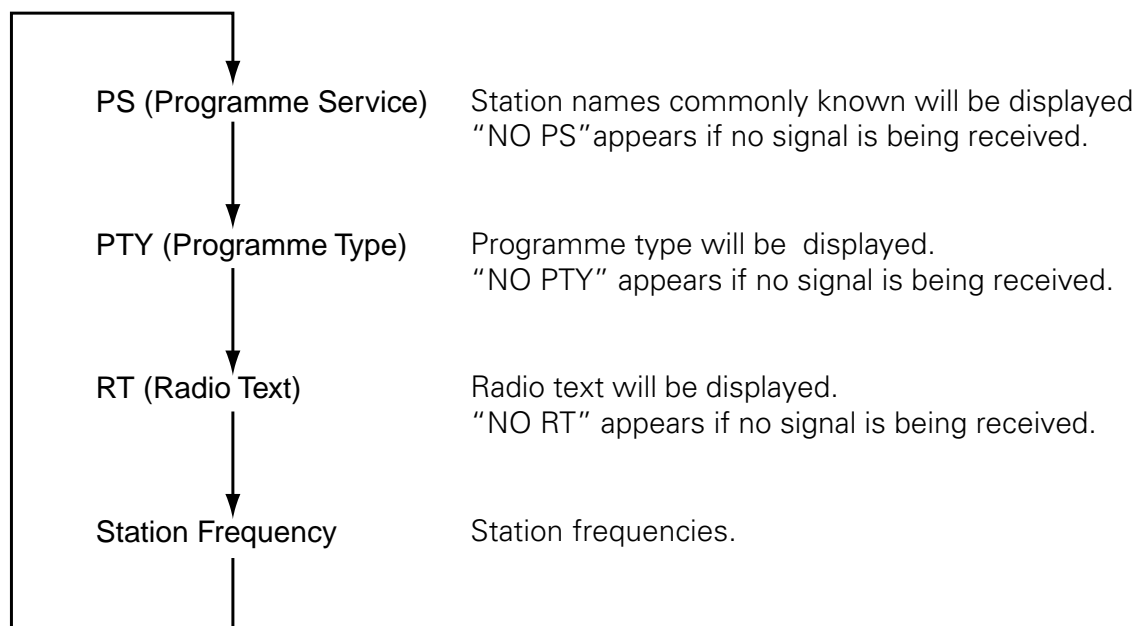 PS (Programme Service) Station names commonly known will be displayed
“NO PS”appears if no signal is being received.
PTY (Programme Type) Programme type will be displayed.
“NO PTY” appears if no signal is being received.
RT (Radio Text) Radio text will be displayed.
“NO RT” appears if no signal is being received.
Station Frequency Station frequencies.